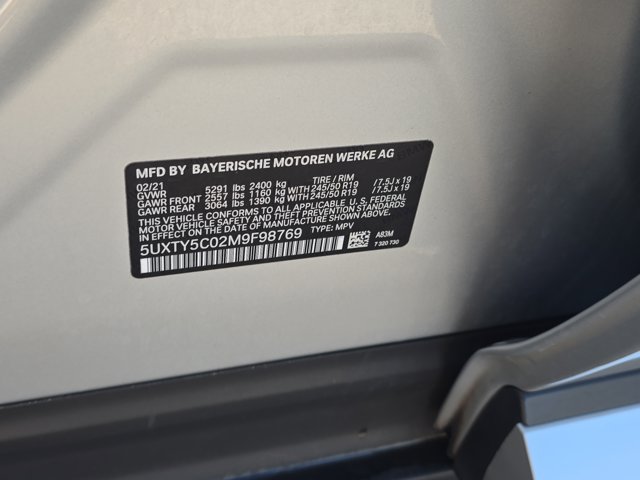 MFD BY BAYERISCHE MOTOREN WERKE AG
02/21 TIRE / RIM
GVWR 5291 lbs 2400 kg
GAWR FRONT 2557 lbs 1160 kg WITH 245/50 R19 /7.5J x 19
GAWR REAR 3064 lbs 1390 kg WITH 245/50 R19 /7.5J x 19
THIS VEHICLE CONFORMS TO ALL APPLICABLE U.S. FEDERAL
MOTOR VEHICLE SAFETY AND THEFT PREVENTION STANDARDS
IN EFFECT ON THE DATE OF MANUFACTURE SHOWN ABOVE.
5UXTY5C02M9F98769 TYPE: MPV
A83M
7 320 730